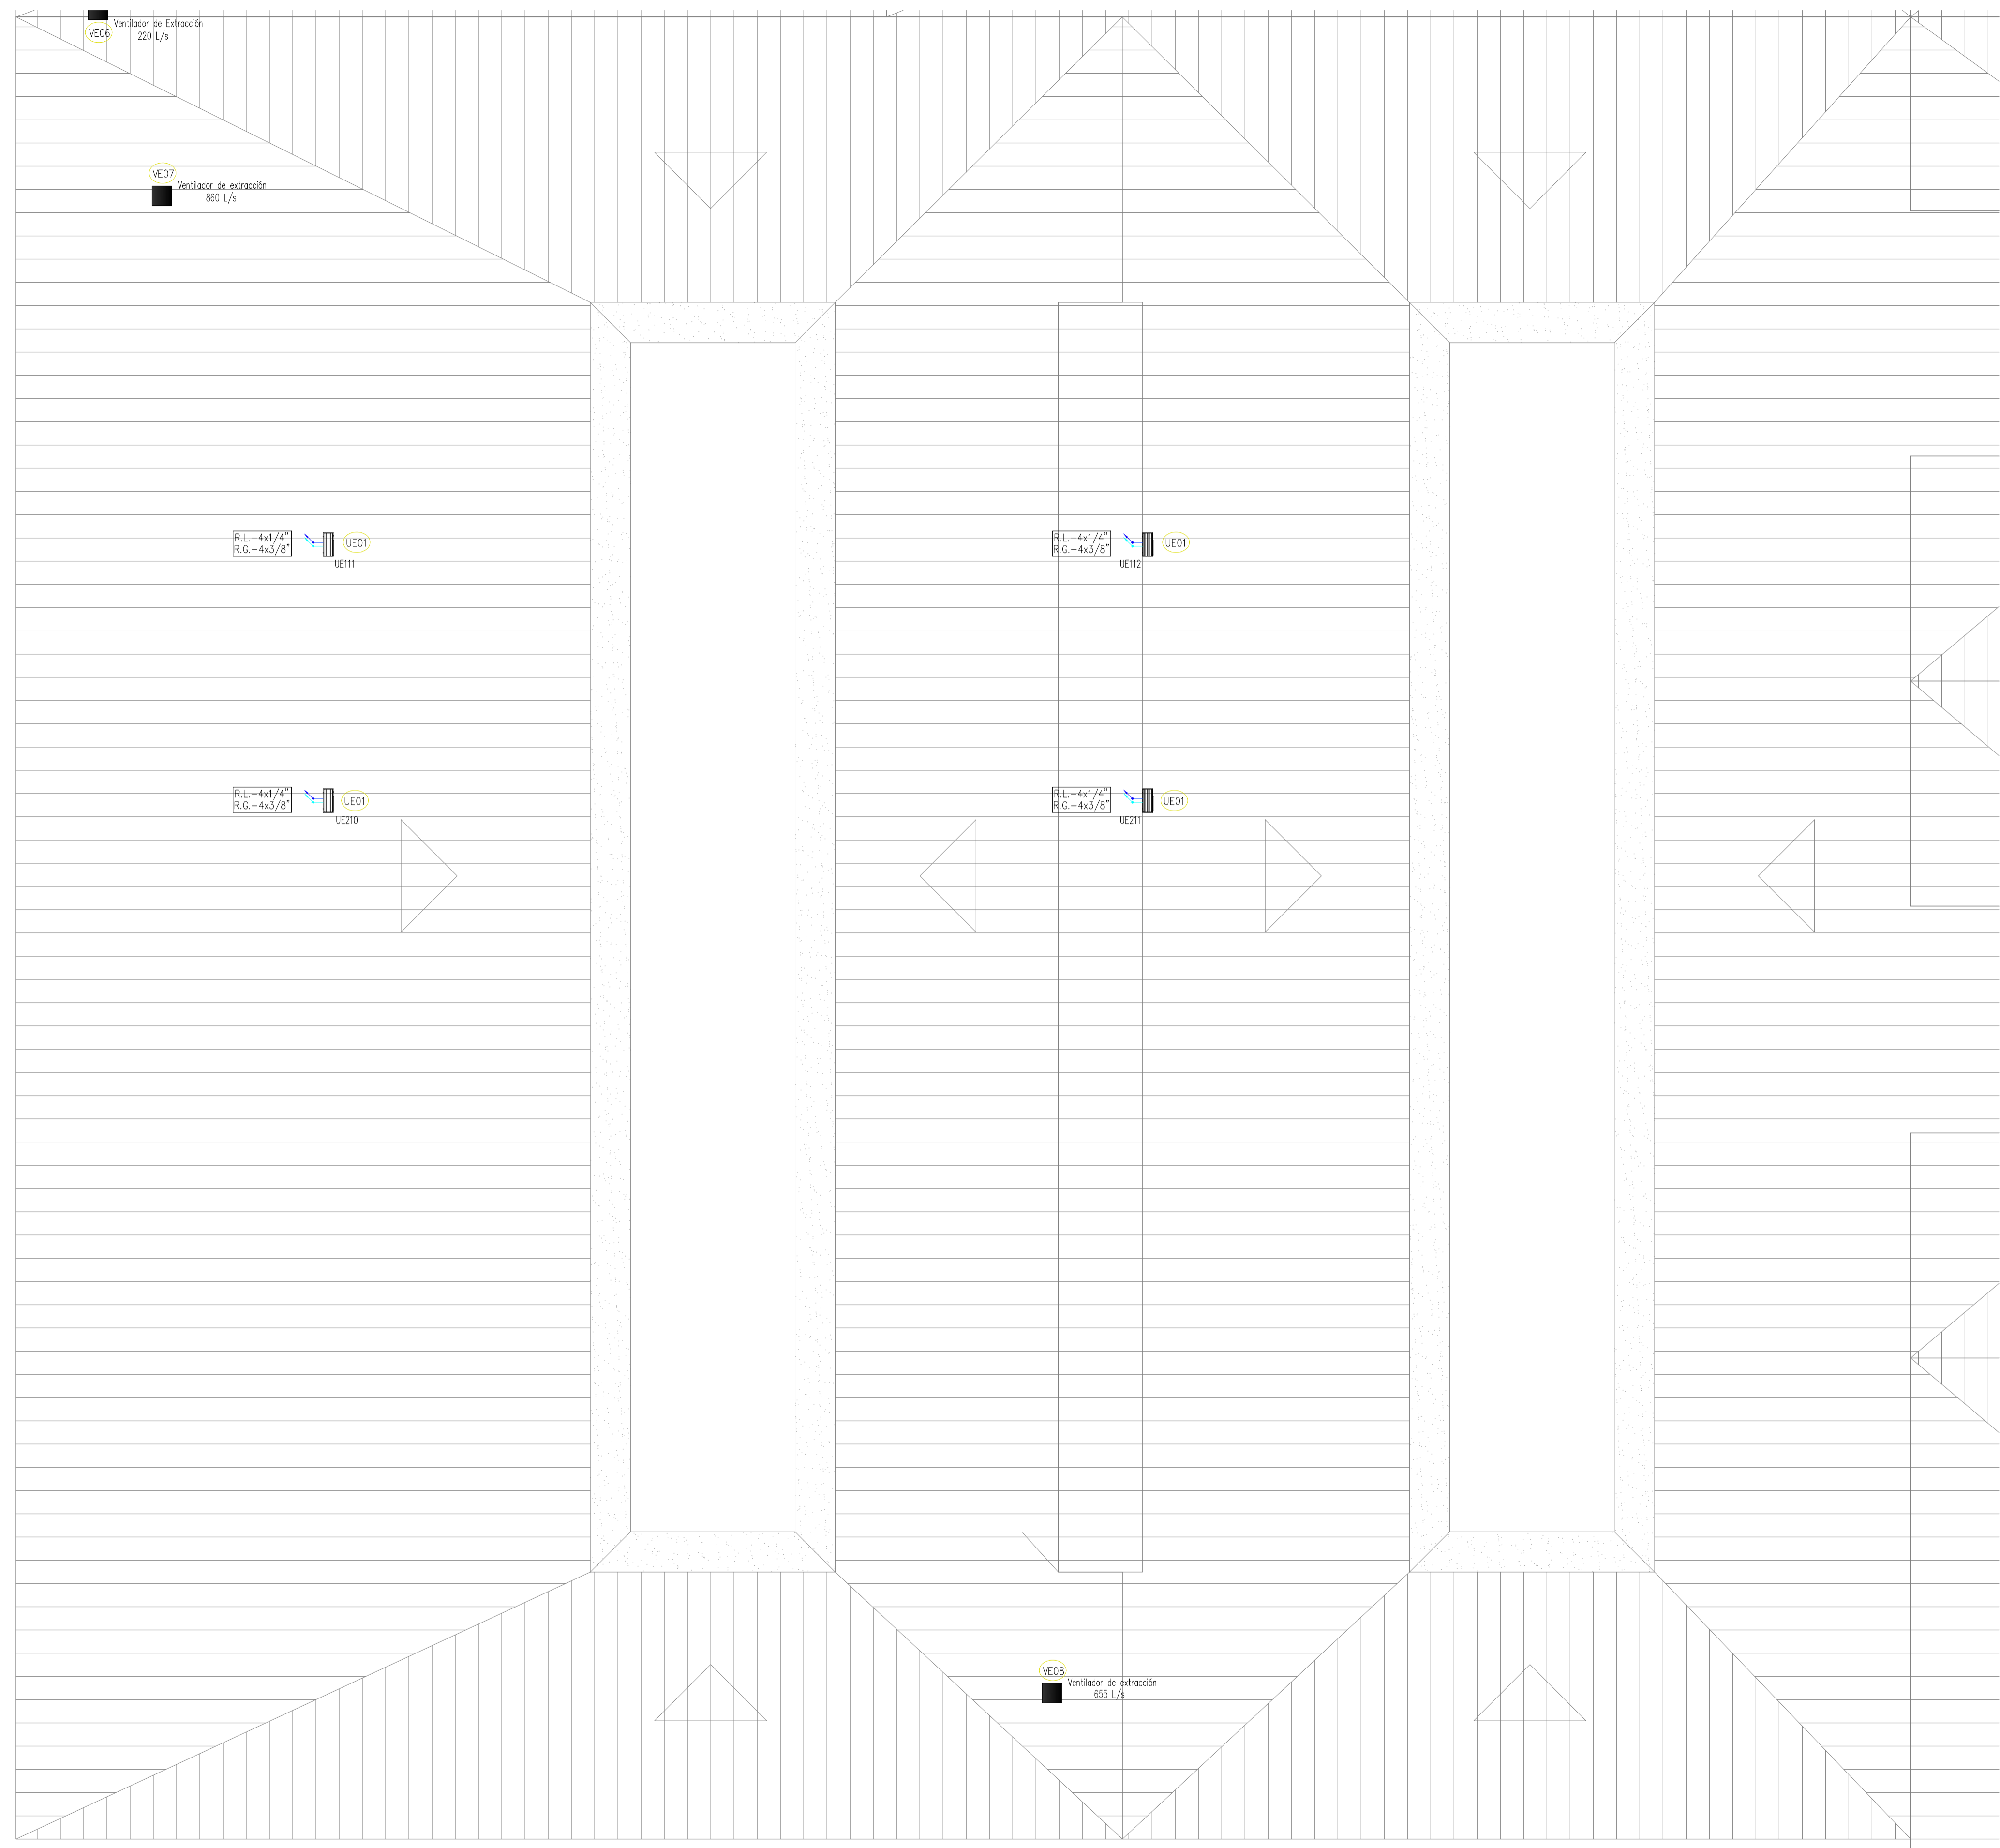 Ventilador de Extracción
VE06
220 L/s
VE07
Ventilador de extracción
860 L/s
R.L.-4x1/4"
R.G.-4x3/8"
UE01
UE111
R.L.-4x1/4"
R.G.-4x3/8"
UE01
UE112
R.L.-4x1/4"
R.G.-4x3/8"
UE01
UE210
R.L.-4x1/4"
R.G.-4x3/8"
UE01
UE211
VE08
Ventilador de extracción
655 L/s